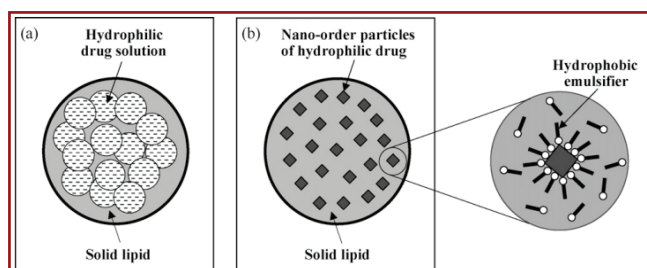 (a)
Hydrophilic
drug solution
Solid lipid
(b)
Nano-order particles
of hydrophilic drug
Solid lipid
Hydrophobic
emulsifier